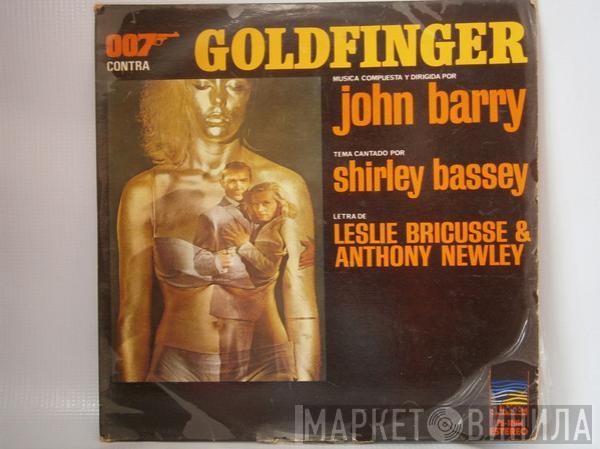 007
CONTRA
GOLDFINGER
MUSICA COMPUESTA Y DIRIGIDA POR
john barry
TEMA CANTADO POR
shirley bassey
LETRA DE
LESLIE BRICUSSE &
ANTHONY NEWLEY
ESTEREO
МАРКЕТ ВИНИЛА